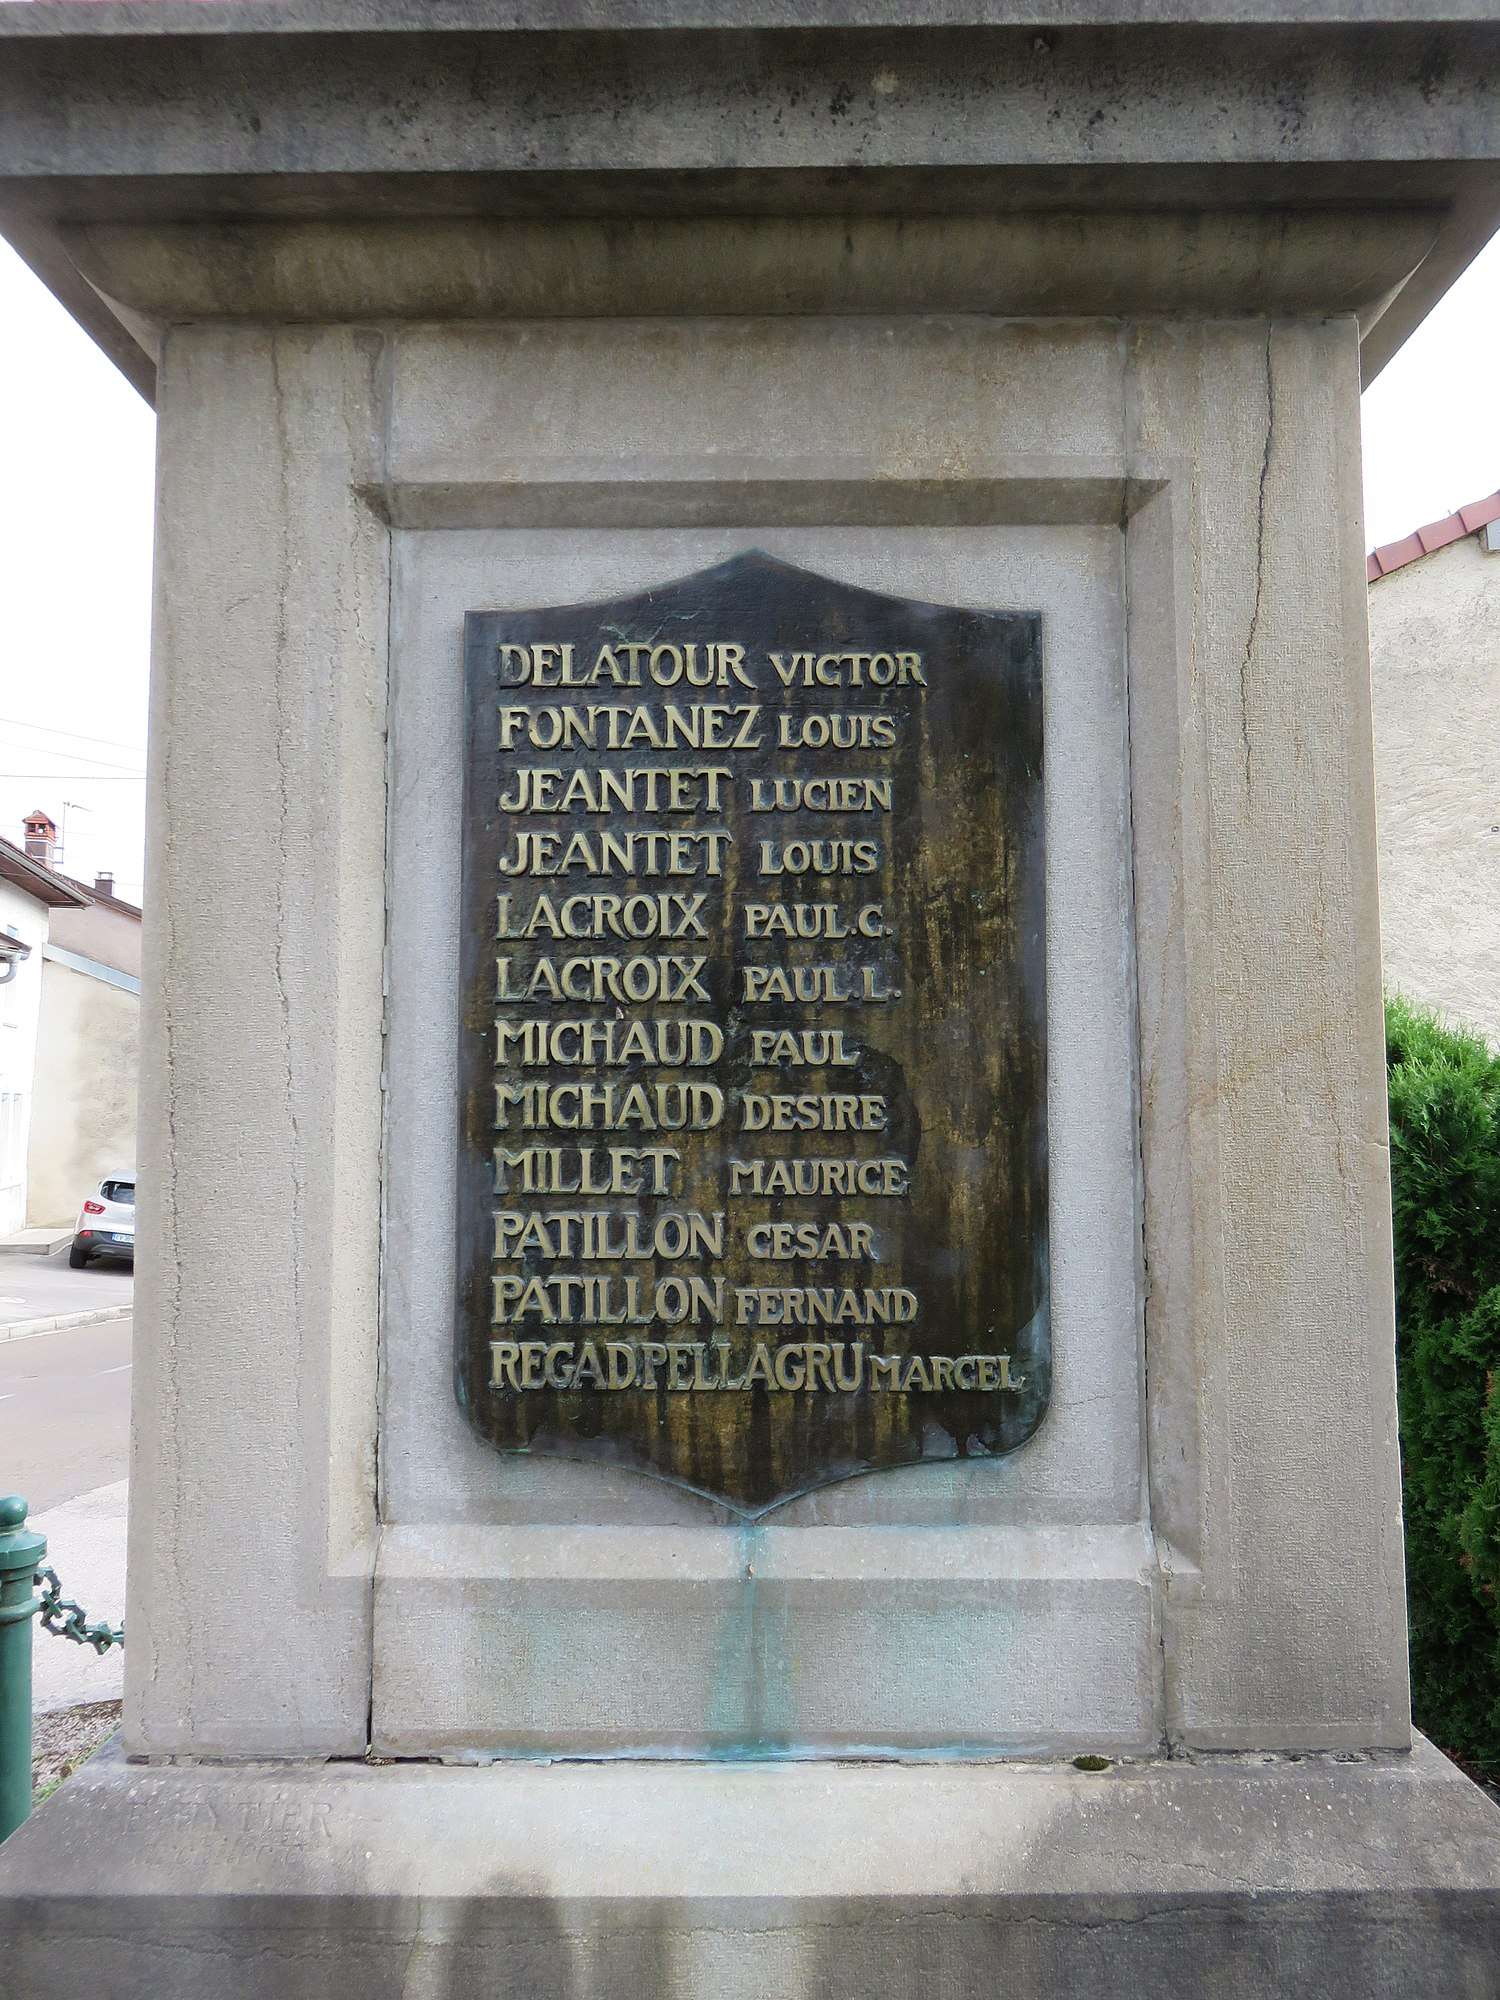 DELATOUR VICTOR
FONTANEZ LOUIS
JEANTET LUCIEN
JEANTET LOUIS
LACROIX PAUL.C.
LACROIX PAUL.L.
MICHAUD PAUL
MICHAUD DESIRE
MILLET MAURICE
PATILLON CESAR
PATILLON FERNAND
REGAD.PELLAGRU MARCEL